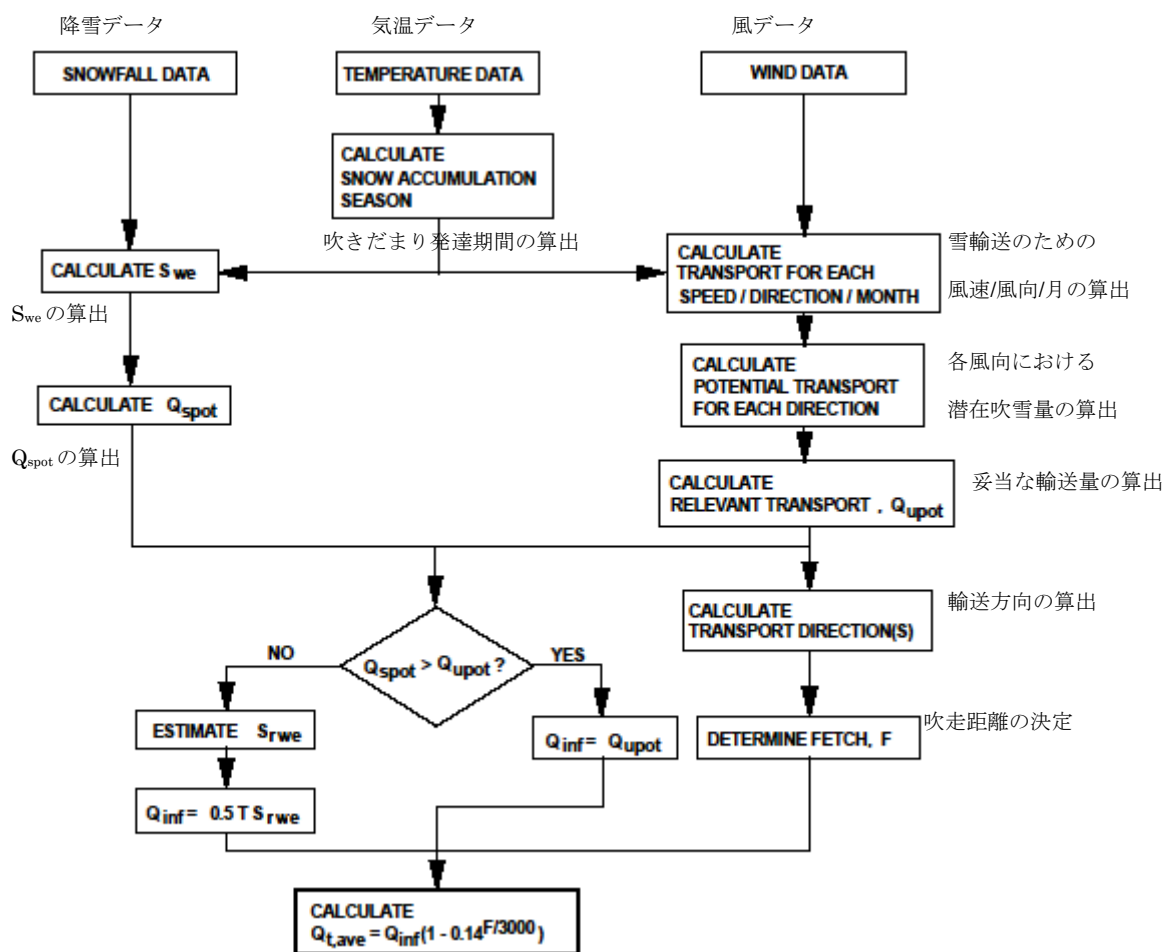 降雪データ
気温データ
風データ
SNOWFALL DATA
TEMPERATURE DATA
WIND DATA
CALCULATE
SNOW ACCUMULATION
SEASON
吹きだまり発達期間の算出
CALCULATE Swe
Sweの算出
CALCULATE
TRANSPORT FOR EACH
SPEED / DIRECTION / MONTH
雪輸送のための
風速/風向/月の算出
CALCULATE
POTENTIAL TRANSPORT
FOR EACH DIRECTION
各風向における
潜在吹雪量の算出
CALCULATE Qspot
Qspotの算出
CALCULATE
RELEVANT TRANSPORT , Qupot
妥当な輸送量の算出
CALCULATE
TRANSPORT DIRECTION(S)
輸送方向の算出
NO
Qspot > Qupot ?
YES
ESTIMATE Srwe
Qinf = Qupot
DETERMINE FETCH, F
吹走距離の決定
Qinf = 0.5 T Srwe
CALCULATE
Qt,ave = Qinf(1 - 0.14F/3000)